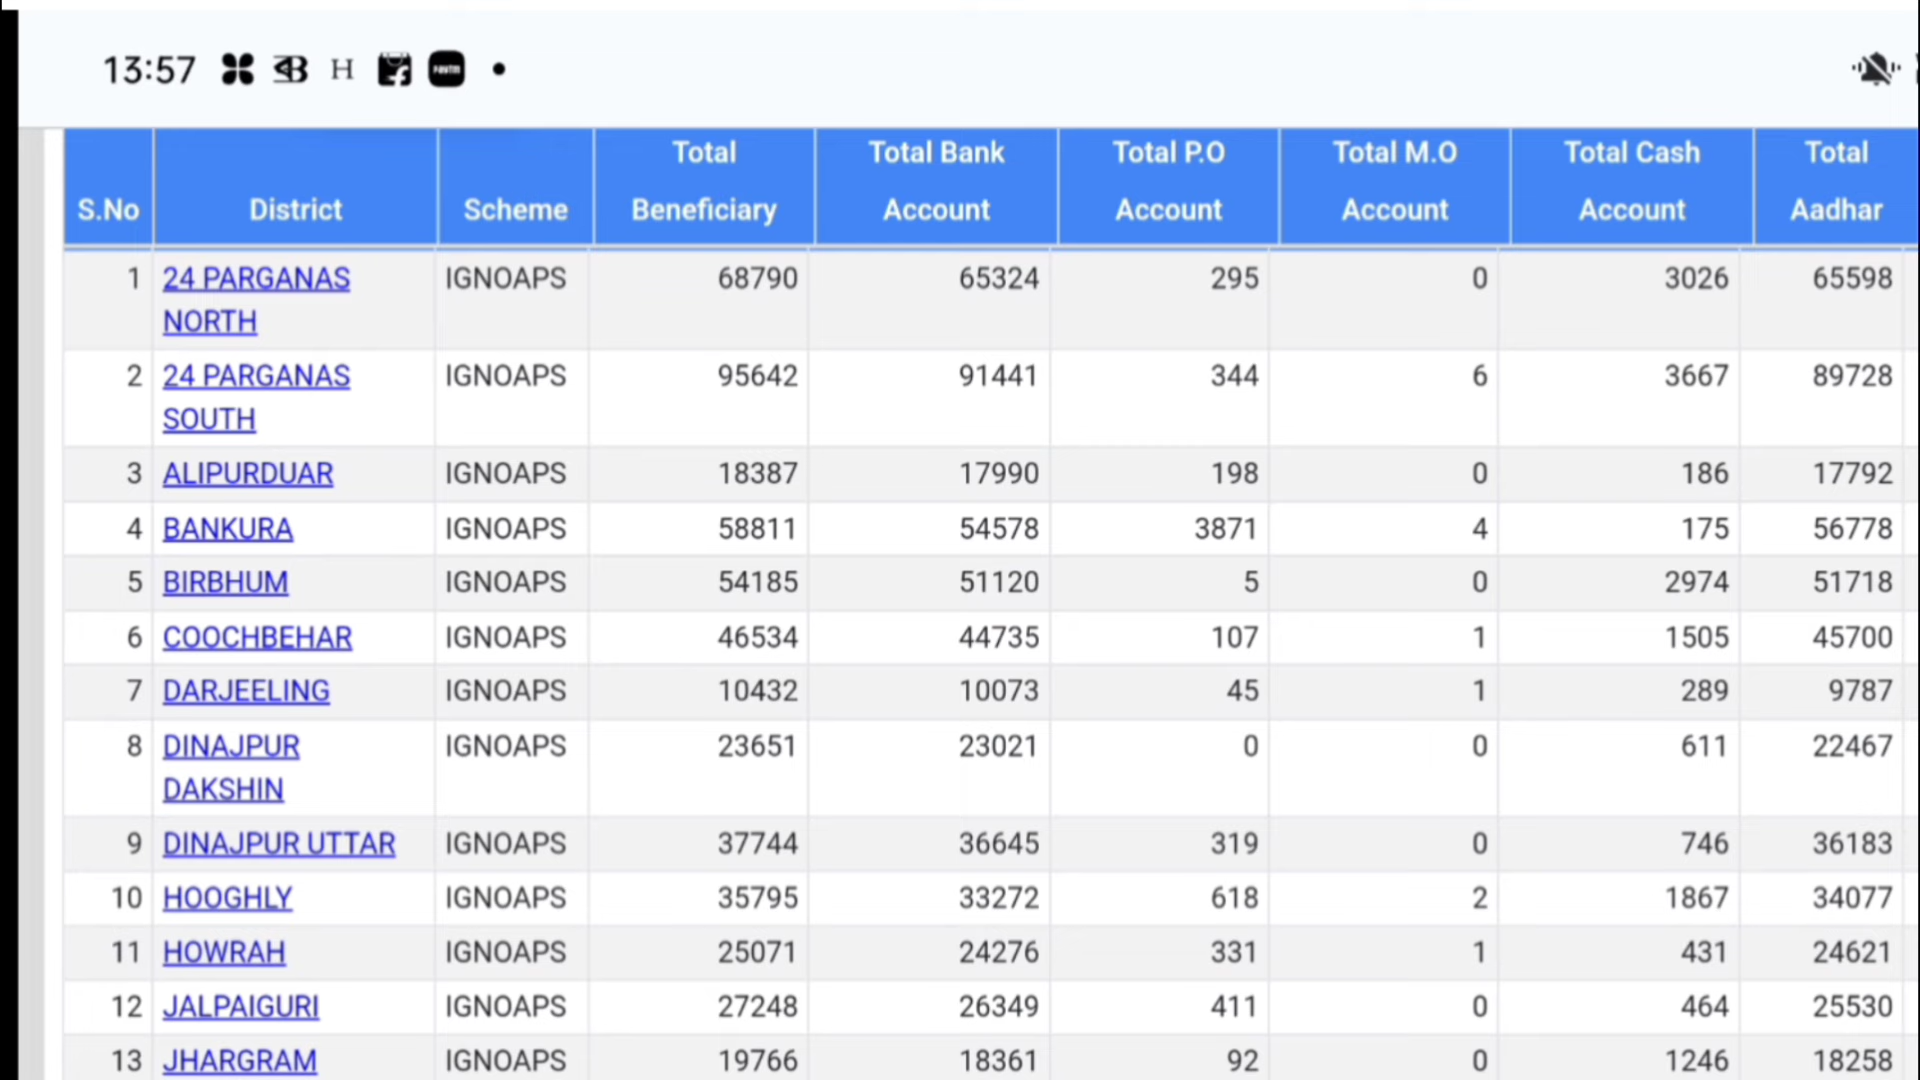 13:57 H Paytm
S.No District Scheme Total Beneficiary Total Bank Account Total P.O Account Total M.O Account Total Cash Account Total Aadhar
1 24 PARGANAS NORTH IGNOAPS 68790 65324 295 0 3026 65598
2 24 PARGANAS SOUTH IGNOAPS 95642 91441 344 6 3667 89728
3 ALIPURDUAR IGNOAPS 18387 17990 198 0 186 17792
4 BANKURA IGNOAPS 58811 54578 3871 4 175 56778
5 BIRBHUM IGNOAPS 54185 51120 5 0 2974 51718
6 COOCHBEHAR IGNOAPS 46534 44735 107 1 1505 45700
7 DARJEELING IGNOAPS 10432 10073 45 1 289 9787
8 DINAJPUR DAKSHIN IGNOAPS 23651 23021 0 0 611 22467
9 DINAJPUR UTTAR IGNOAPS 37744 36645 319 0 746 36183
10 HOOGHLY IGNOAPS 35795 33272 618 2 1867 34077
11 HOWRAH IGNOAPS 25071 24276 331 1 431 24621
12 JALPAIGURI IGNOAPS 27248 26349 411 0 464 25530
13 JHARGRAM IGNOAPS 19766 18361 92 0 1246 18258